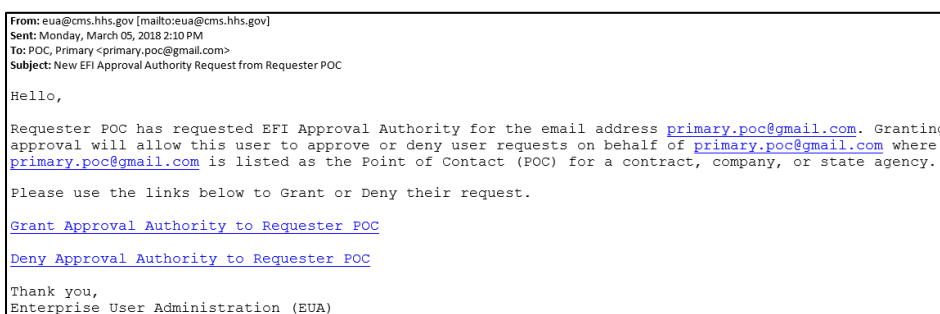 From: eua@cms.hhs.gov [mailto:eua@cms.hhs.gov]
Sent: Monday, March 05, 2018 2:10 PM
To: POC, Primary <primary.poc@gmail.com>
Subject: New EFI Approval Authority Request from Requester POC
Hello,
Requester POC has requested EFI Approval Authority for the email address primary.poc@gmail.com. Granting
approval will allow this user to approve or deny user requests on behalf of primary.poc@gmail.com where
primary.poc@gmail.com is listed as the Point of Contact (POC) for a contract, company, or state agency.
Please use the links below to Grant or Deny their request.
Grant Approval Authority to Requester POC
Deny Approval Authority to Requester POC
Thank you,
Enterprise User Administration (EUA)